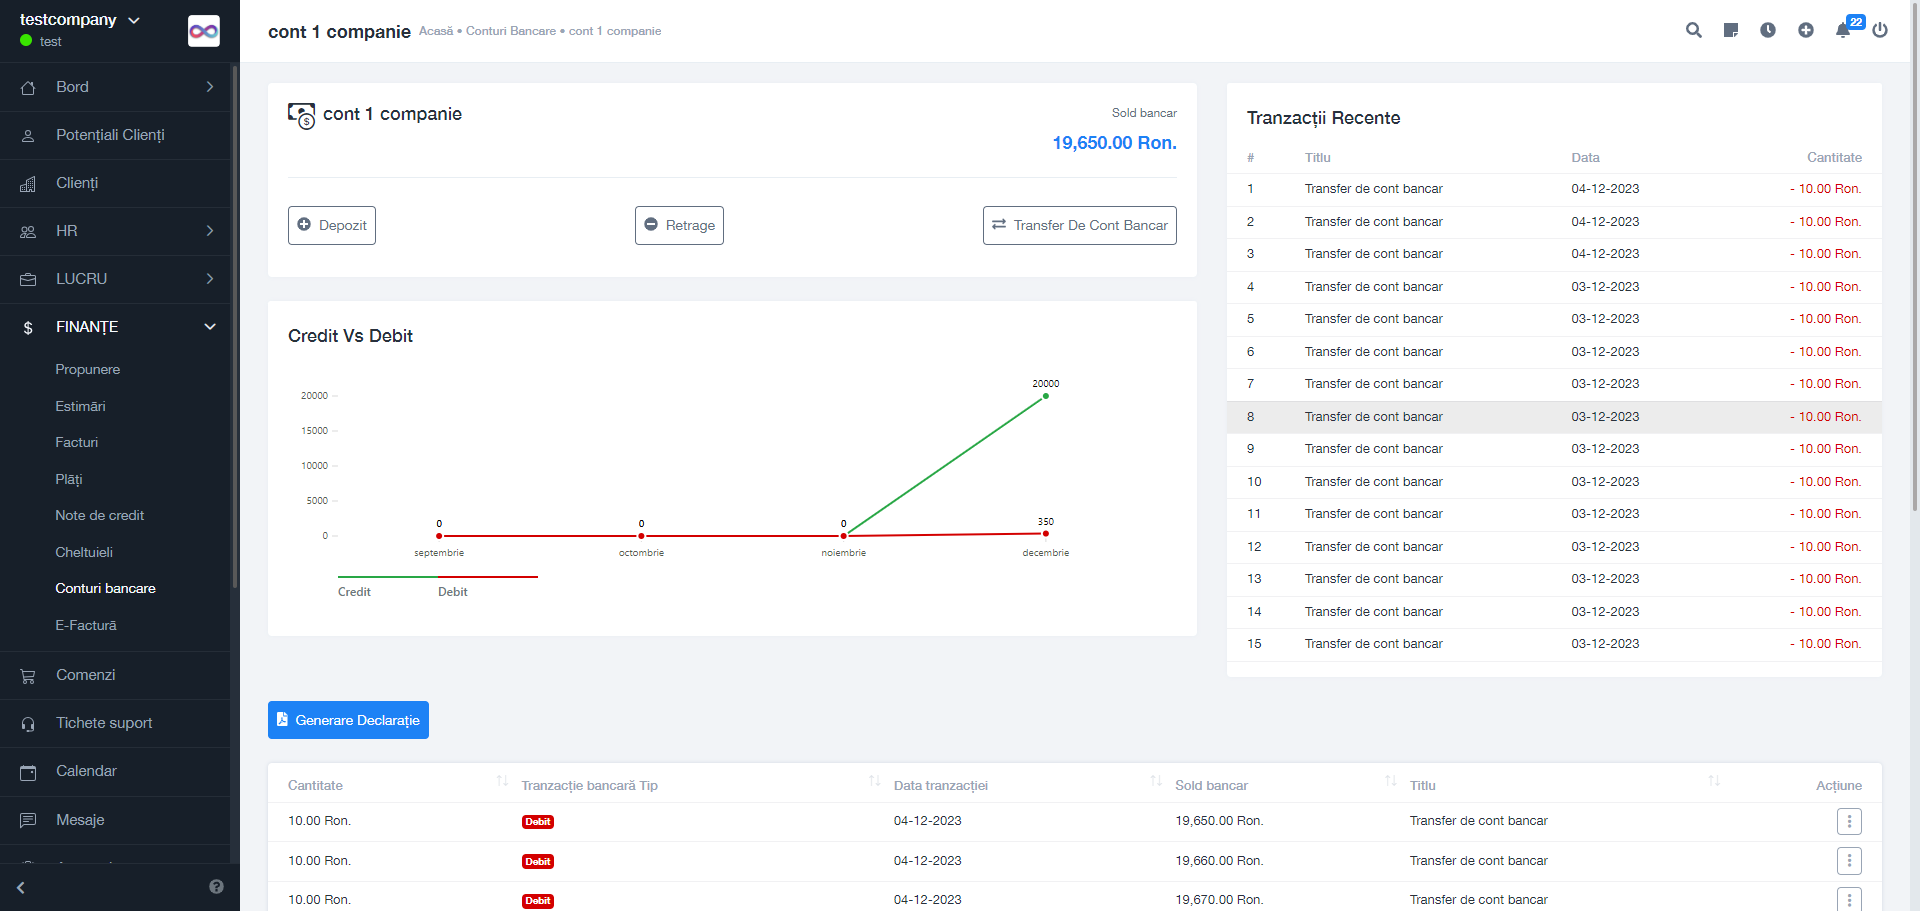 testcompany
test
Bord
Potențiali Clienți
Clienți
HR
LUCRU
FINANȚE
Propunere
Estimări
Facturi
Plăți
Note de credit
Cheltuieli
Conturi bancare
E-Factură
Comenzi
Tichete suport
Calendar
Mesaje
cont 1 companie Acasă • Conturi Bancare • cont 1 companie
22
cont 1 companie
Sold bancar
19,650.00 Ron.
Depozit
Retrage
Transfer De Cont Bancar
Credit Vs Debit
20000
20000
15000
10000
5000
0
0
0
0
350
septembrie octombrie noiembrie decembrie
Credit Debit
Tranzacții Recente
# Titlu Data Cantitate
1 Transfer de cont bancar 04-12-2023 - 10.00 Ron.
2 Transfer de cont bancar 04-12-2023 - 10.00 Ron.
3 Transfer de cont bancar 04-12-2023 - 10.00 Ron.
4 Transfer de cont bancar 03-12-2023 - 10.00 Ron.
5 Transfer de cont bancar 03-12-2023 - 10.00 Ron.
6 Transfer de cont bancar 03-12-2023 - 10.00 Ron.
7 Transfer de cont bancar 03-12-2023 - 10.00 Ron.
8 Transfer de cont bancar 03-12-2023 - 10.00 Ron.
9 Transfer de cont bancar 03-12-2023 - 10.00 Ron.
10 Transfer de cont bancar 03-12-2023 - 10.00 Ron.
11 Transfer de cont bancar 03-12-2023 - 10.00 Ron.
12 Transfer de cont bancar 03-12-2023 - 10.00 Ron.
13 Transfer de cont bancar 03-12-2023 - 10.00 Ron.
14 Transfer de cont bancar 03-12-2023 - 10.00 Ron.
15 Transfer de cont bancar 03-12-2023 - 10.00 Ron.
Generare Declarație
Cantitate Tranzacție bancară Tip Data tranzacției Sold bancar Titlu Acțiune
10.00 Ron. Debit 04-12-2023 19,650.00 Ron. Transfer de cont bancar
10.00 Ron. Debit 04-12-2023 19,660.00 Ron. Transfer de cont bancar
10.00 Ron. Debit 04-12-2023 19,670.00 Ron. Transfer de cont bancar